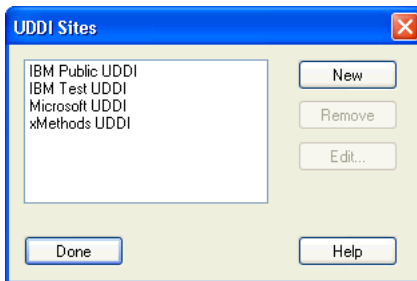 UDDI Sites
IBM Public UDDI
IBM Test UDDI
Microsoft UDDI
xMethods UDDI
New
Remove
Edit...
Done
Help